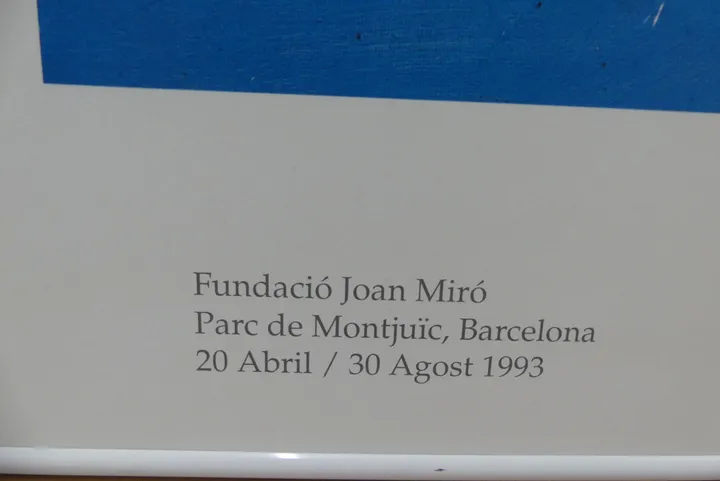 Fundació Joan Miró
Parc de Montjuïc, Barcelona
20 Abril / 30 Agost 1993